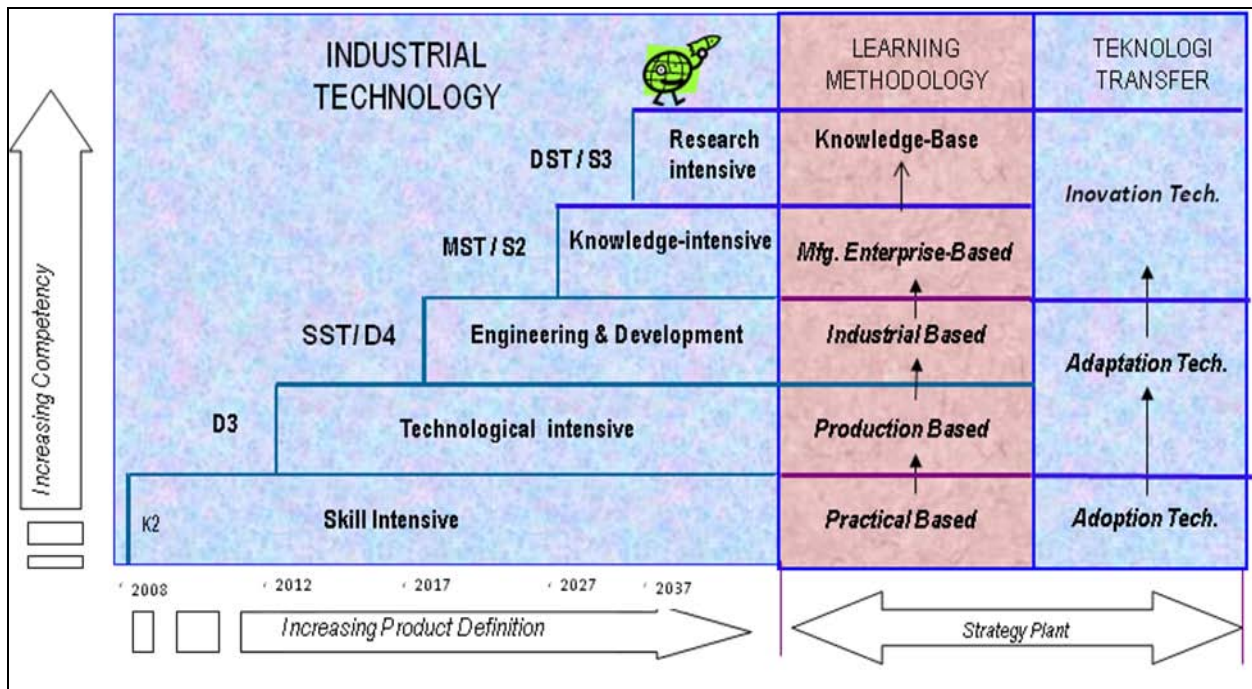 INDUSTRIAL
TECHNOLOGY
LEARNING
METHODOLOGY
TEKNOLOGI
TRANSFER
DST / S3
Research
intensive
Knowledge-Base
Inovation Tech.
MST / S2
Knowledge-intensive
Mfg. Enterprise-Based
SST/ D4
Engineering & Development
Industrial Based
Adaptation Tech.
D3
Technological intensive
Production Based
K2
Skill Intensive
Practical Based
Adoption Tech.
Increasing Competency
‘ 2008
‘ 2012
‘ 2017
‘ 2027
‘ 2037
Increasing Product Definition
Strategy Plant